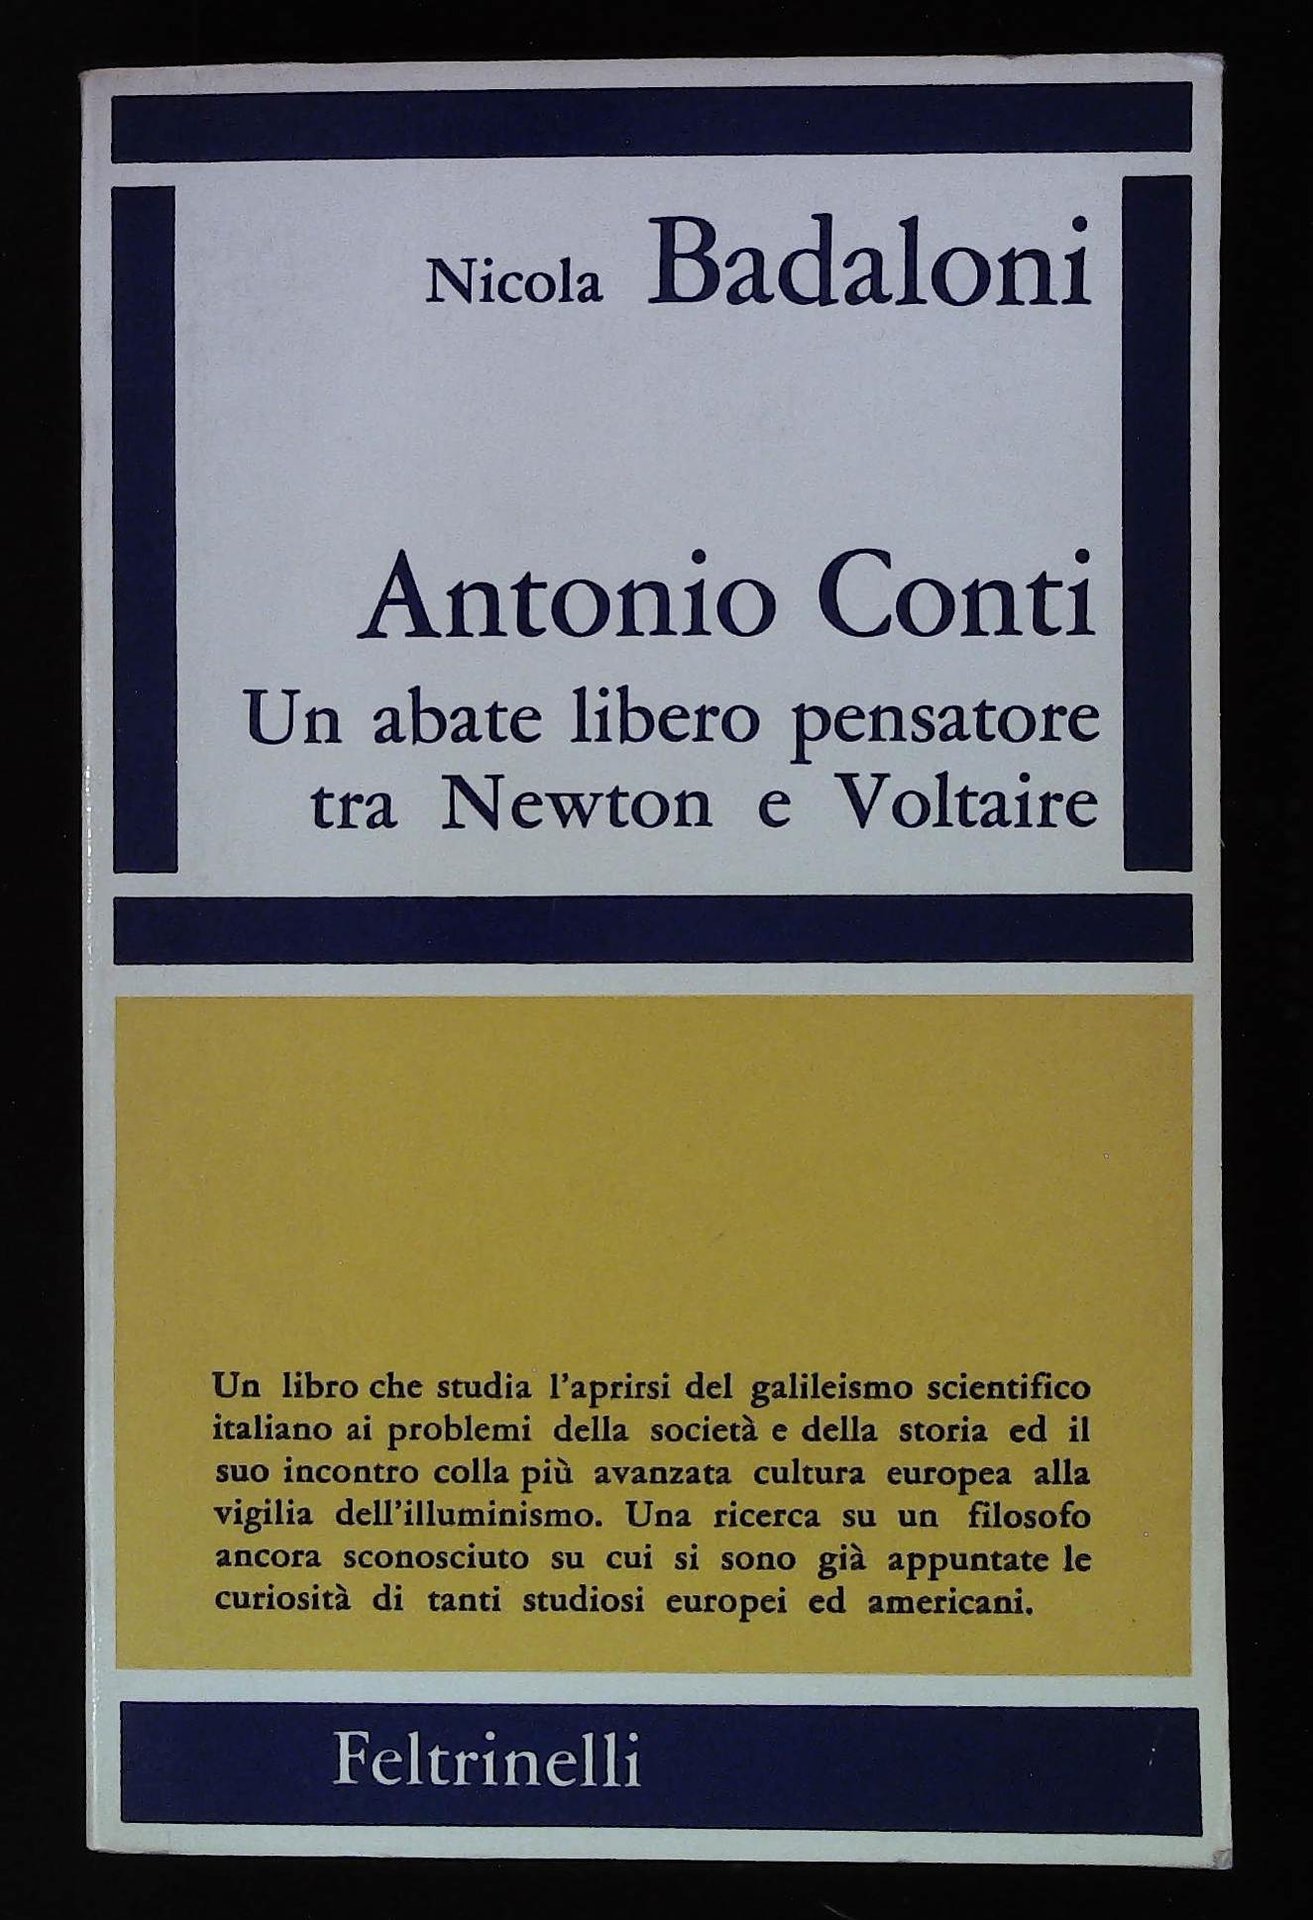 Nicola Badaloni
Antonio Conti
Un abate libero pensatore
tra Newton e Voltaire
Un libro che studia l'aprirsi del galileismo scientifico
italiano ai problemi della società e della storia ed il
suo incontro colla più avanzata cultura europea alla
vigilia dell'illuminismo. Una ricerca su un filosofo
ancora sconosciuto su cui si sono già appuntate le
curiosità di tanti studiosi europei ed americani.
Feltrinelli